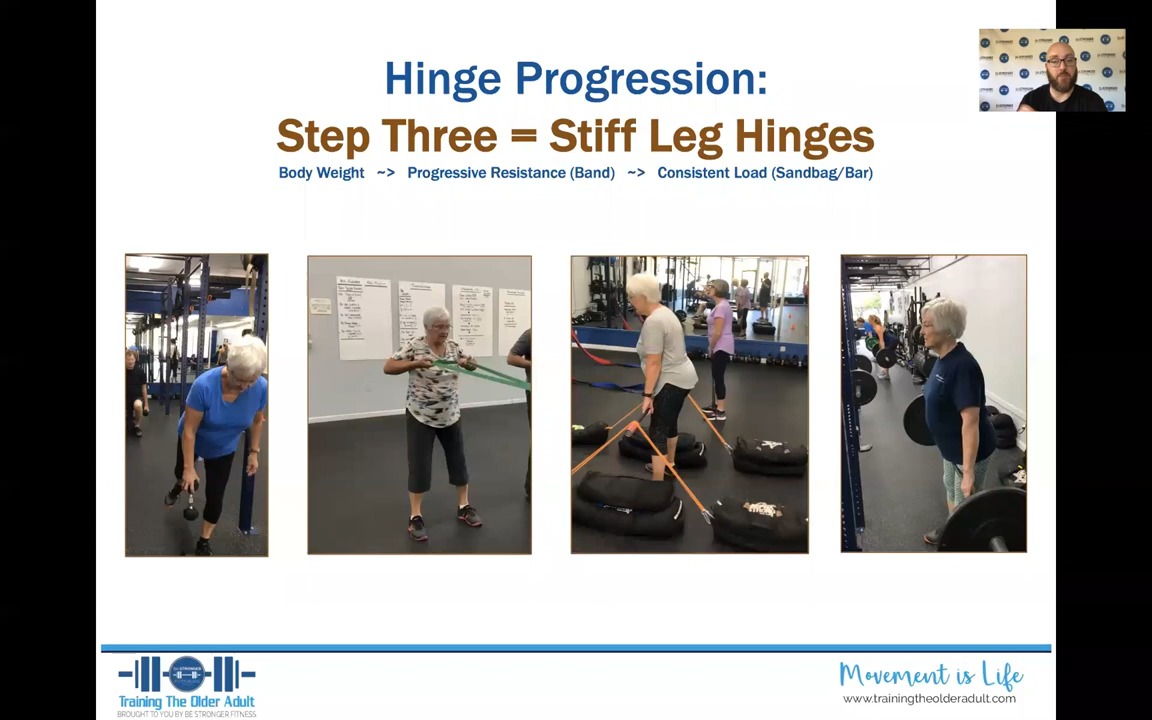 Hinge Progression:
Step Three = Stiff Leg Hinges
Body Weight ~> Progressive Resistance (Band) ~> Consistent Load (Sandbag/Bar)
Training The Older Adult
BROUGHT TO YOU BY BE STRONGER FITNESS
Movement is Life
www.trainingtheolderadult.com